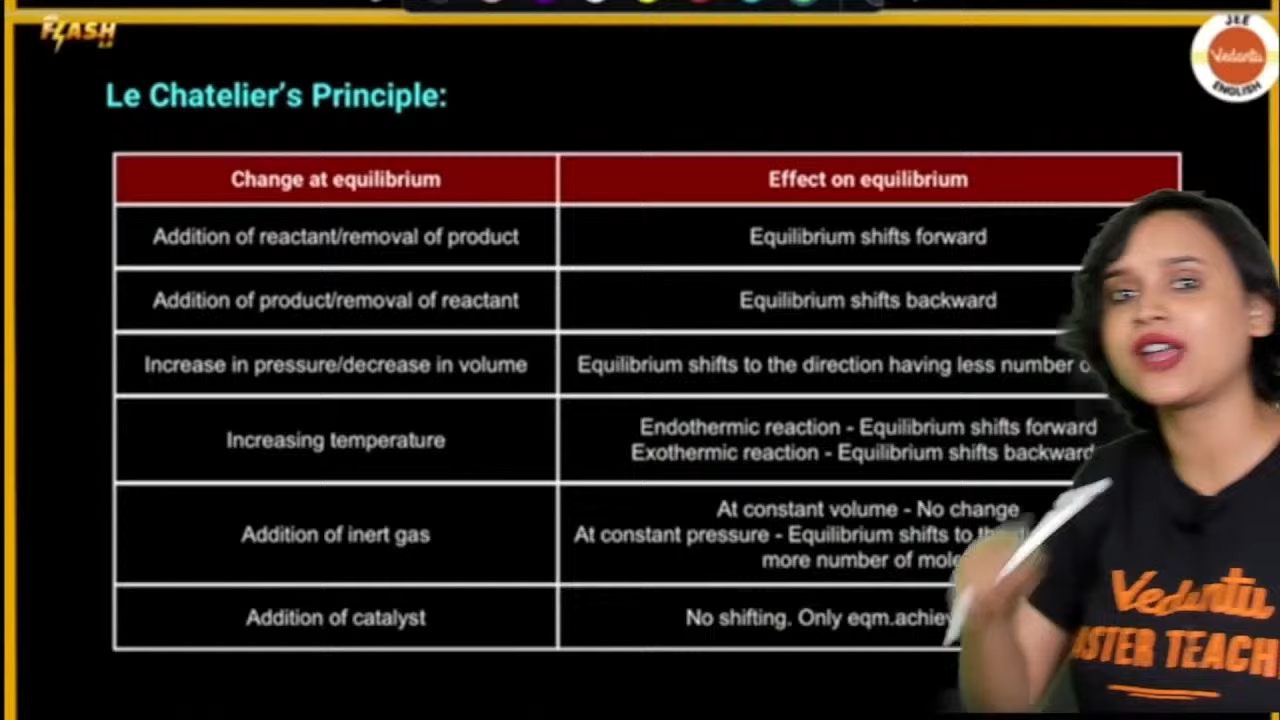 FLASH
2.0
JEE
Vedantu
ENGLISH
Le Chatelier's Principle:
Change at equilibrium
Effect on equilibrium
Addition of reactant/removal of product
Equilibrium shifts forward
Addition of product/removal of reactant
Equilibrium shifts backward
Increase in pressure/decrease in volume
Equilibrium shifts to the direction having less number
Increasing temperature
Endothermic reaction - Equilibrium shifts forward
Exothermic reaction - Equilibrium shifts backward
Addition of inert gas
At constant volume - No change
At constant pressure - Equilibrium shifts to
more number of
Addition of catalyst
No shifting. Only eqm.
Vedantu
TEACH